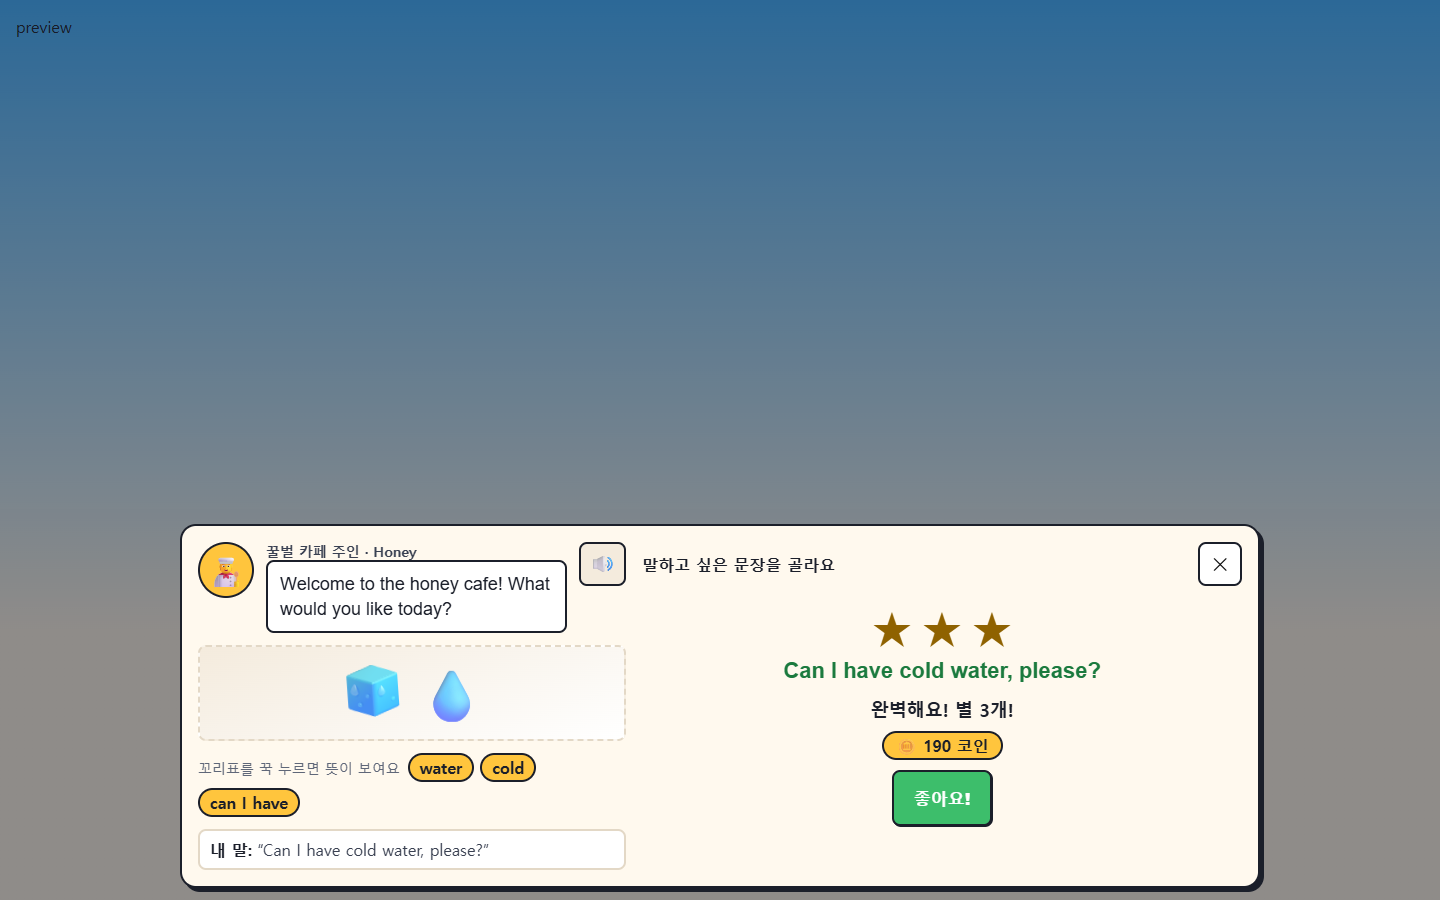 preview
꿀벌 카페 주인 · Honey
Welcome to the honey cafe! What
would you like today?
꼬리표를 꾹 누르면 뜻이 보여요 water cold
can I have
내 말: “Can I have cold water, please?”
말하고 싶은 문장을 골라요
★ ★ ★
Can I have cold water, please?
완벽해요! 별 3개!
190 코인
좋아요!